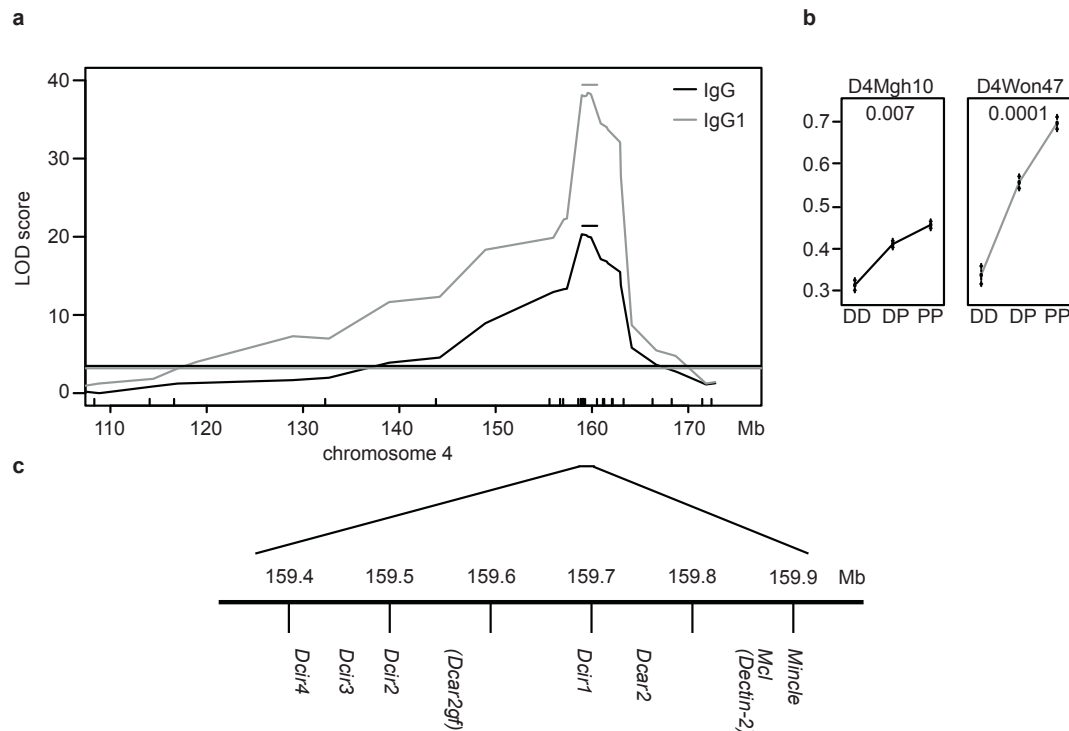 a
40
30
20
10
0
LOD score
IgG
IgG1
110 120 130 140 150 160 170 Mb
chromosome 4
b
D4Mgh10 D4Won47
0.007 0.0001
0.7
0.6
0.5
0.4
0.3
DD DP PP DD DP PP
c
159.4 159.5 159.6 159.7 159.8 159.9 Mb
Dcir4
Dcir3
Dcir2
(Dcar2gf)
Dcir1
Dcar2
Mcl
(Dectin-2)
Mincle